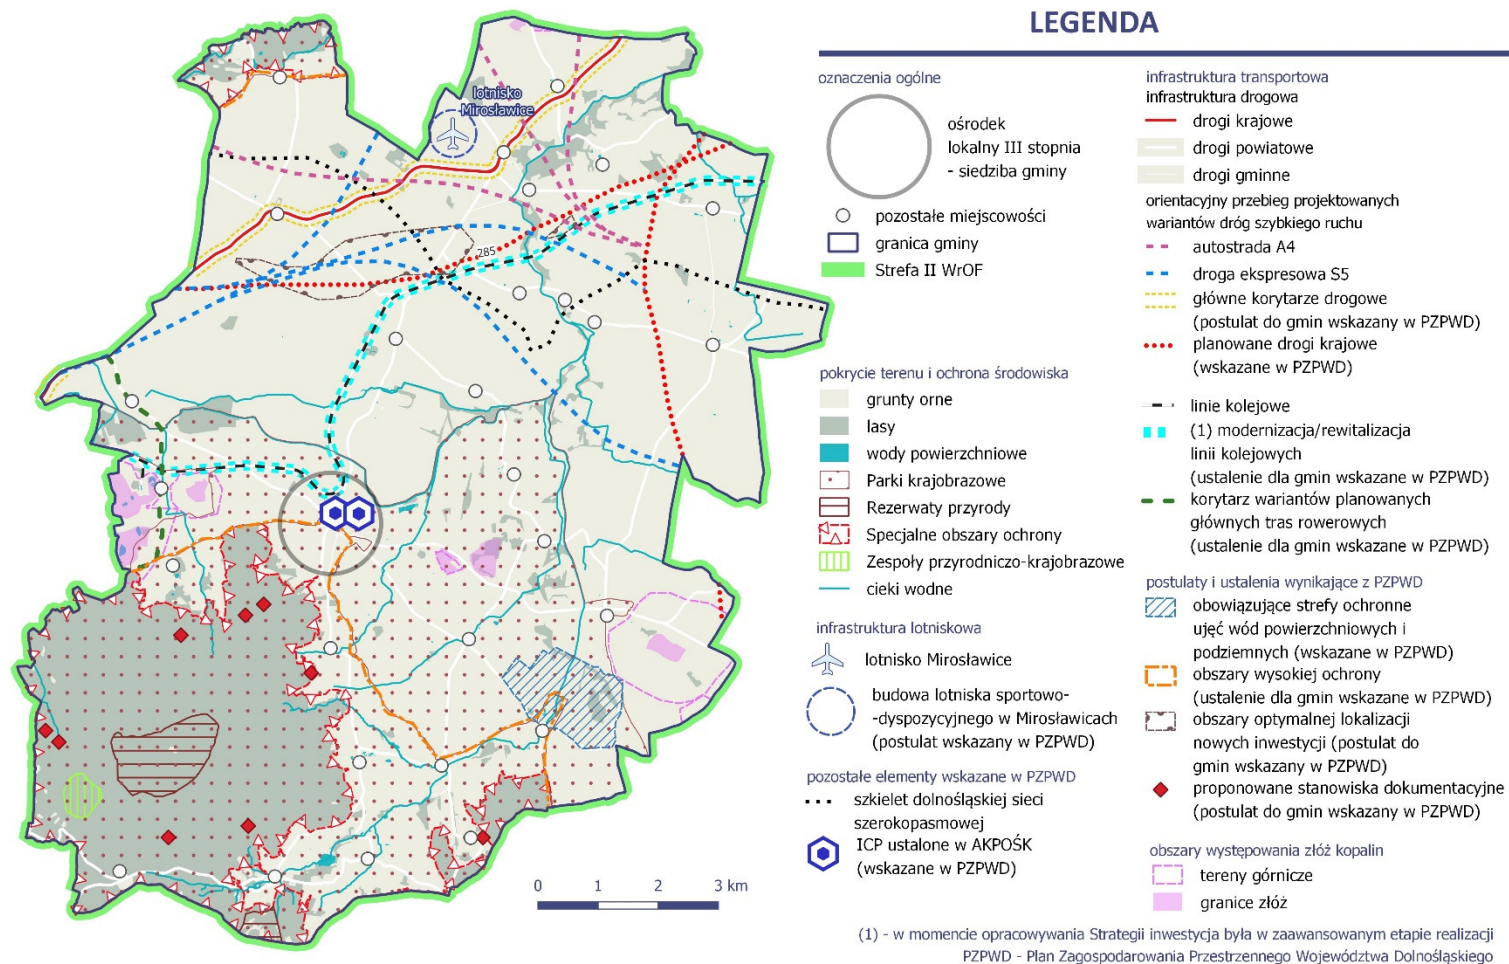 lotnisko
Mirosławice
285
0 1 2 3 km
LEGENDA
oznaczenia ogólne
ośrodek
lokalny III stopnia
- siedziba gminy
pozostałe miejscowości
granica gminy
Strefa II WrOF
pokrycie terenu i ochrona środowiska
grunty orne
lasy
wody powierzchniowe
Parki krajobrazowe
Rezerwaty przyrody
Specjalne obszary ochrony
Zespoły przyrodniczo-krajobrazowe
cieki wodne
infrastruktura lotniskowa
lotnisko Mirosławice
budowa lotniska sportowo-
-dyspozycyjnego w Mirosławicach
(postulat wskazany w PZPWD)
pozostałe elementy wskazane w PZPWD
szkielet dolnośląskiej sieci
szerokopasmowej
ICP ustalone w AKPOŚK
(wskazane w PZPWD)
infrastruktura transportowa
infrastruktura drogowa
drogi krajowe
drogi powiatowe
drogi gminne
orientacyjny przebieg projektowanych
wariantów dróg szybkiego ruchu
autostrada A4
droga ekspresowa S5
główne korytarze drogowe
(postulat do gmin wskazany w PZPWD)
planowane drogi krajowe
(wskazane w PZPWD)
linie kolejowe
(1) modernizacja/rewitalizacja
linii kolejowych
(ustalenie dla gmin wskazane w PZPWD)
korytarz wariantów planowanych
głównych tras rowerowych
(ustalenie dla gmin wskazane w PZPWD)
postulaty i ustalenia wynikające z PZPWD
obowiązujące strefy ochronne
ujęć wód powierzchniowych i
podziemnych (wskazane w PZPWD)
obszary wysokiej ochrony
(ustalenie dla gmin wskazane w PZPWD)
obszary optymalnej lokalizacji
nowych inwestycji (postulat do
gmin wskazany w PZPWD)
proponowane stanowiska dokumentacyjne
(postulat do gmin wskazany w PZPWD)
obszary występowania złóż kopalin
tereny górnicze
granice złóż
(1) - w momencie opracowywania Strategii inwestycja była w zaawansowanym etapie realizacji
PZPWD - Plan Zagospodarowania Przestrzennego Województwa Dolnośląskiego